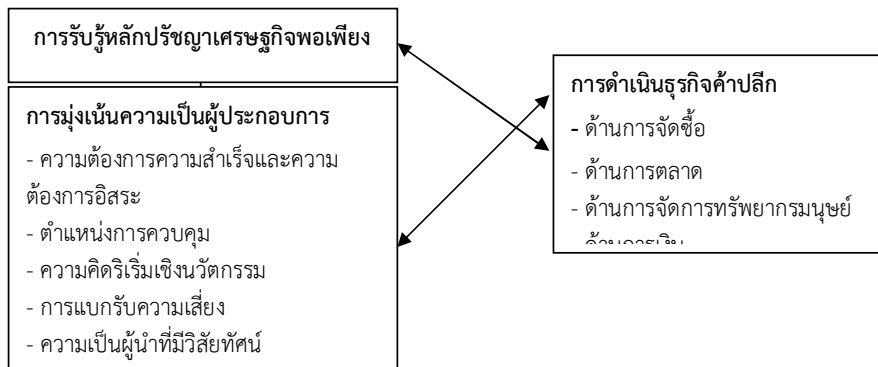 การรับรู้หลักปรัชญาเศรษฐกิจพอเพียง
การมุ่งเน้นความเป็นผู้ประกอบการ
- ความต้องการความสำเร็จและความ
ต้องการอิสระ
- ตำแหน่งการควบคุม
- ความคิดริเริ่มเชิงนวัตกรรม
- การแบกรับความเสี่ยง
- ความเป็นผู้นำที่มีวิสัยทัศน์
การดำเนินธุรกิจค้าปลีก
- ด้านการจัดซื้อ
- ด้านการตลาด
- ด้านการจัดการทรัพยากรมนุษย์
- ด้านการเงิน